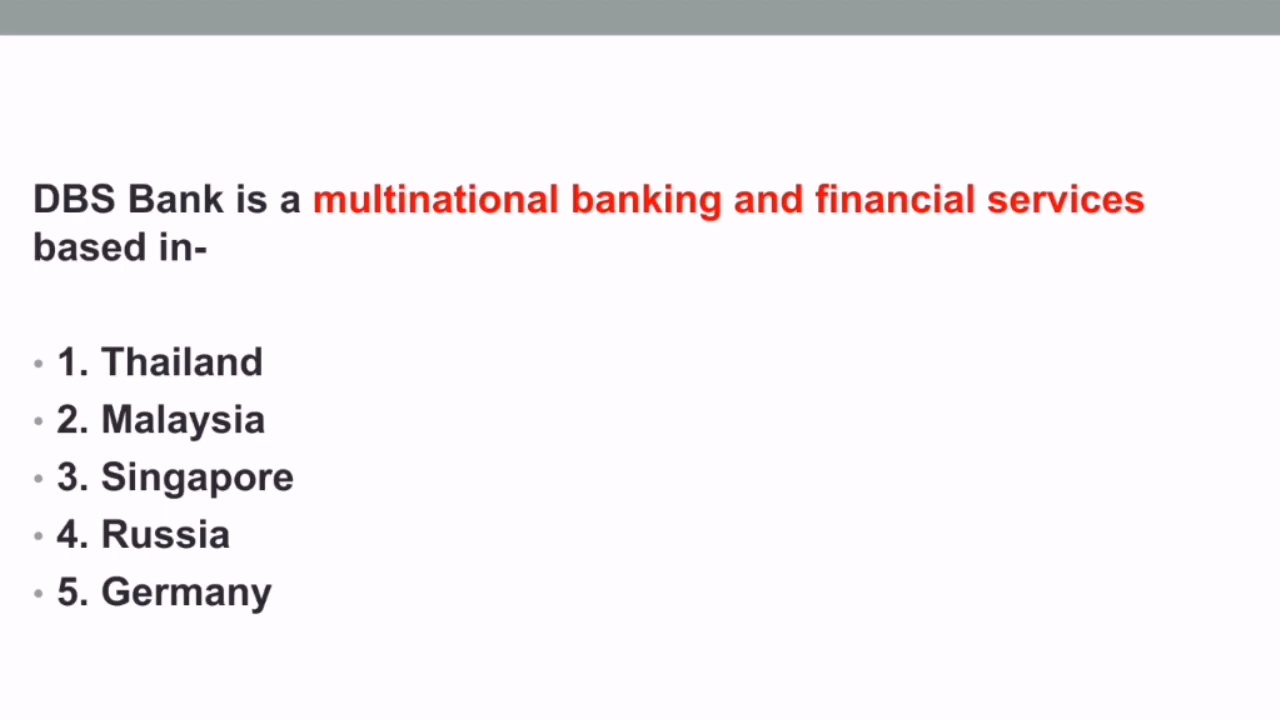 DBS Bank is a multinational banking and financial services
based in-
• 1. Thailand
• 2. Malaysia
• 3. Singapore
• 4. Russia
• 5. Germany